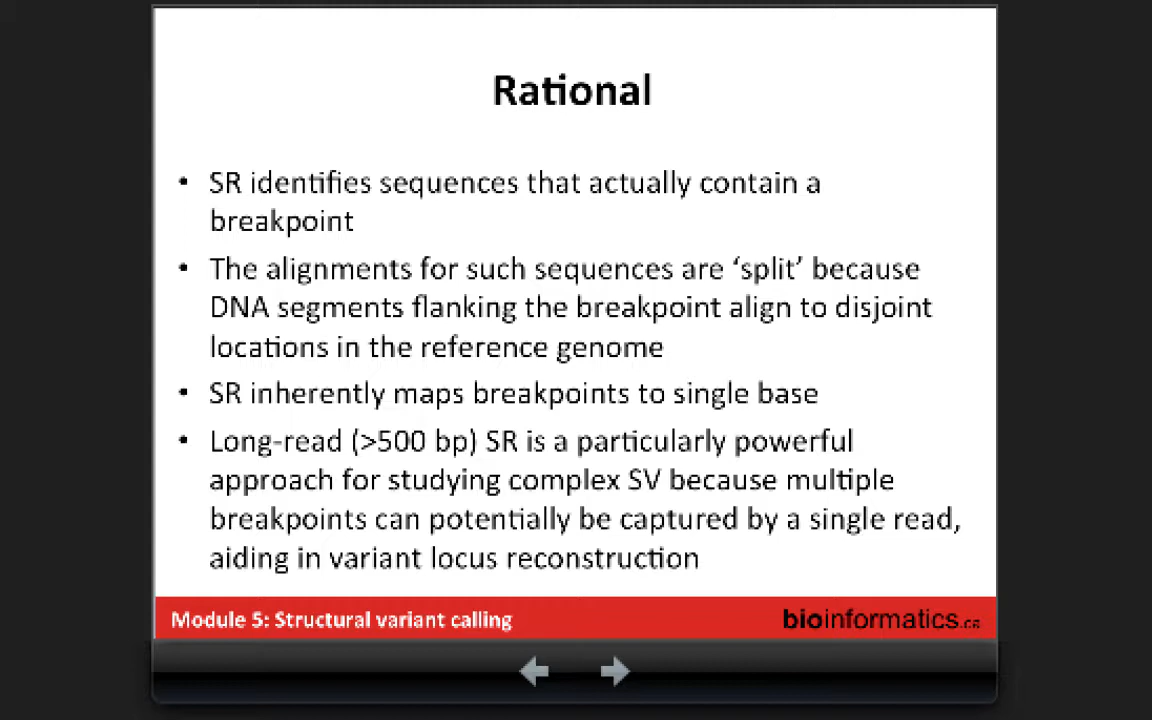 Rational
• SR identifies sequences that actually contain a
breakpoint
• The alignments for such sequences are ‘split’ because
DNA segments flanking the breakpoint align to disjoint
locations in the reference genome
• SR inherently maps breakpoints to single base
• Long-read (>500 bp) SR is a particularly powerful
approach for studying complex SV because multiple
breakpoints can potentially be captured by a single read,
aiding in variant locus reconstruction
Module 5: Structural variant calling
bioinformatics.ca